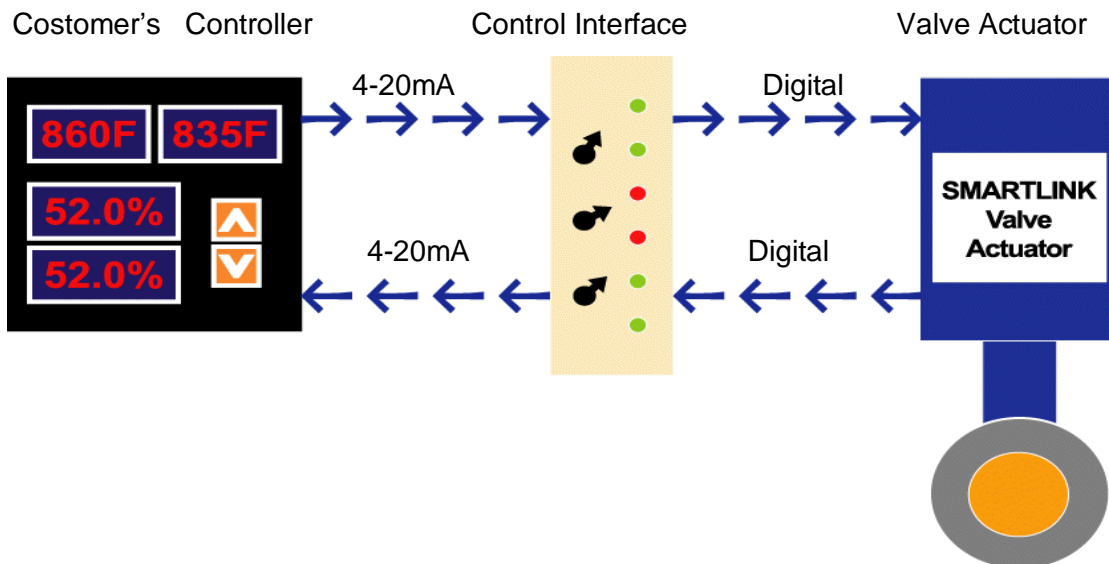 Costomer's Controller
Control Interface
Valve Actuator
4-20mA
Digital
860F
835F
52.0%
52.0%
SMARTLINK
Valve
Actuator
4-20mA
Digital